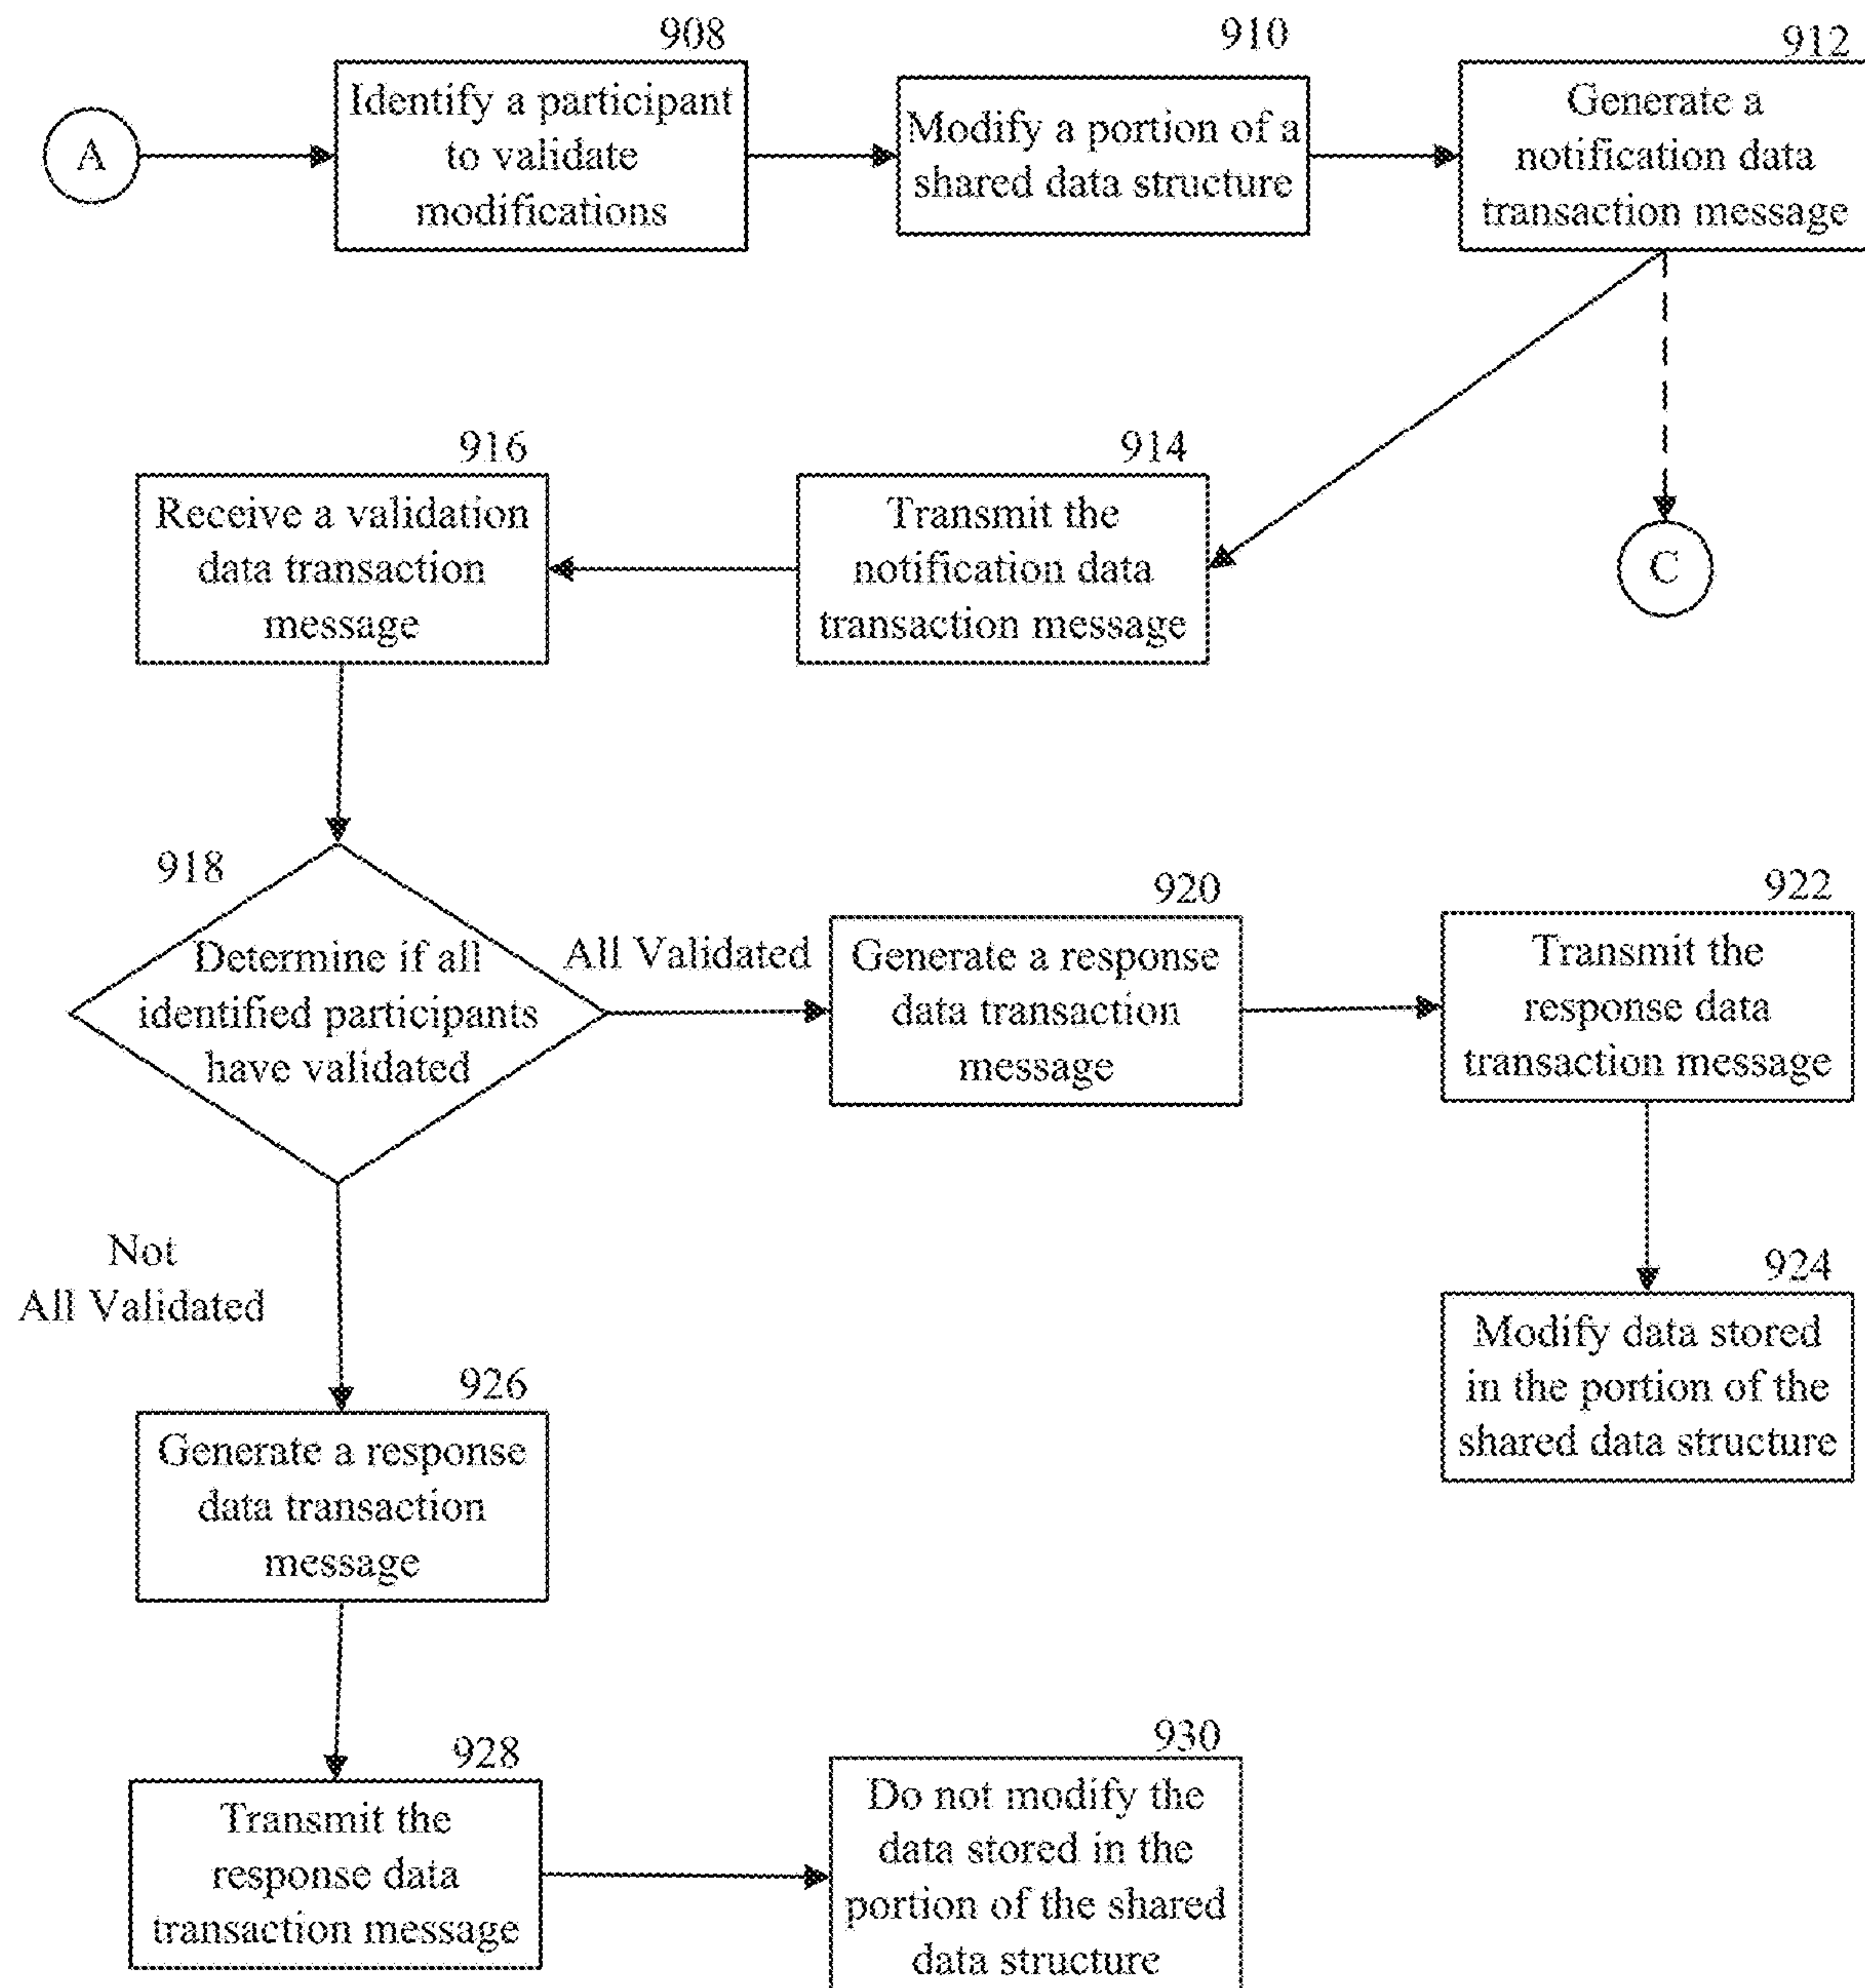 908
910
912
A
Identify a participant
to validate
modifications
Modify a portion of a
shared data structure
Generate a
notification data
transaction message
916
914
Receive a validation
data transaction
message
Transmit the
notification data
transaction message
C
918
Determine if all
identified participants
have validated
All Validated
920
Generate a response
data transaction
message
922
Transmit the
response data
transaction message
Not
All Validated
924
Modify data stored
in the portion of the
shared data structure
926
Generate a response
data transaction
message
928
Transmit the
response data
transaction message
930
Do not modify the
data stored in the
portion of the shared
data structure